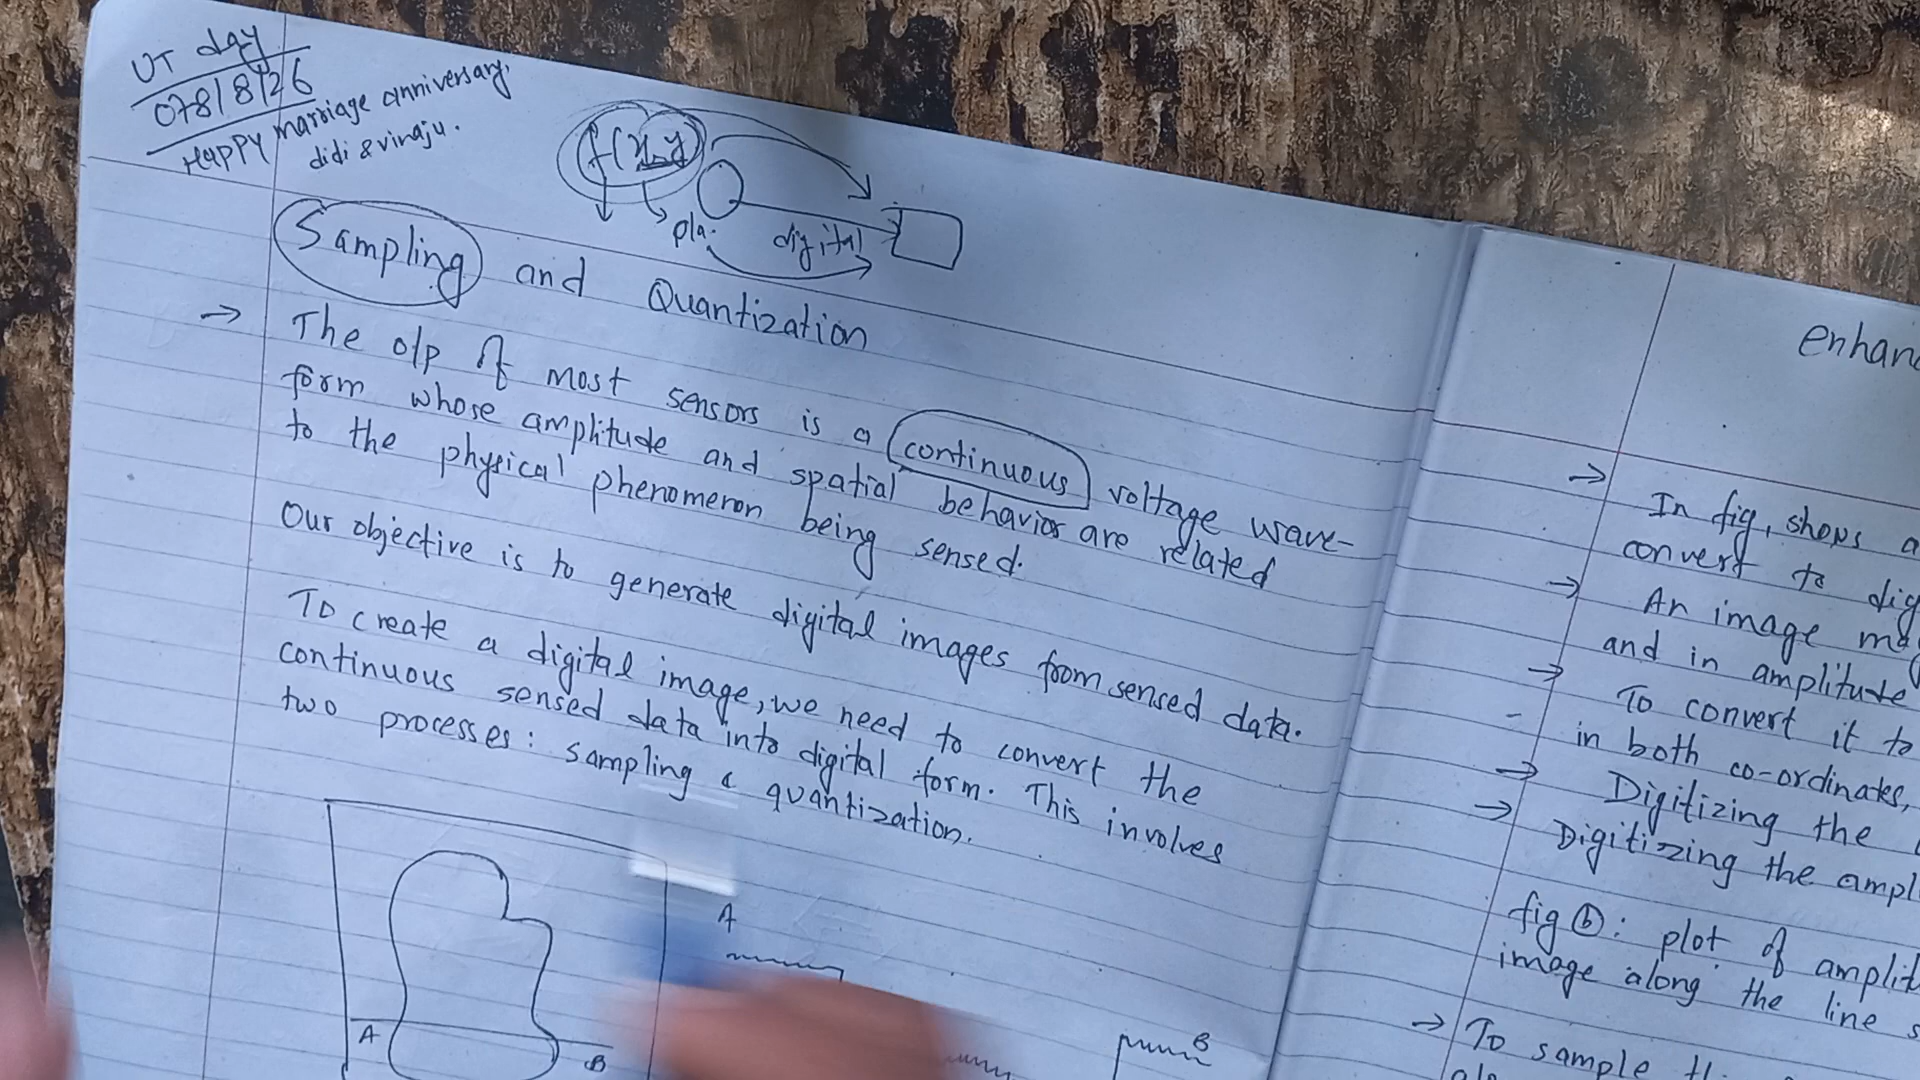 UT day
078/8/26
Happy marriage anniversary
didi & vinaju.
f(x,y)
pla.
digital
Sampling and Quantization
→ The o/p of most sensors is a continuous voltage wave-
form whose amplitude and spatial behavior are related
to the physical phenomenon being sensed.
Our objective is to generate digital images from sensed data.
To create a digital image, we need to convert the
continuous sensed data into digital form. This involves
two processes: sampling & quantization.
A
A
B
B
enhan
→ In fig, shows a
convert to dig
→ An image ma
and in amplitude
→ To convert it to
- in both co-ordinates,
→ Digitizing the
→ Digitizing the ampl
fig ⓑ: plot of amplit
image along the line s
→ To sample th